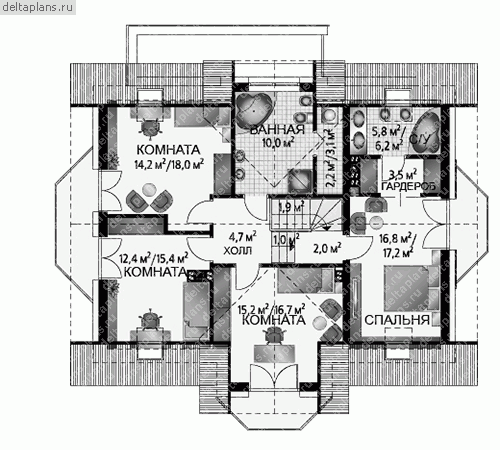 deltaplans.ru
КОМНАТА
14,2 м²/18,0 м²
ВАННАЯ
10,0 м²
2,2 м²/3,1 м²
5,8 м²/
6,2 м²
С/У
3,5 м²
ГАРДЕРОБ
1,9 м²
4,7 м²
ХОЛЛ
1,0 м²
2,0 м²
16,8 м²/
17,2 м²
12,4 м²/15,4 м²
КОМНАТА
15,2 м²/16,7 м²
КОМНАТА
СПАЛЬНЯ